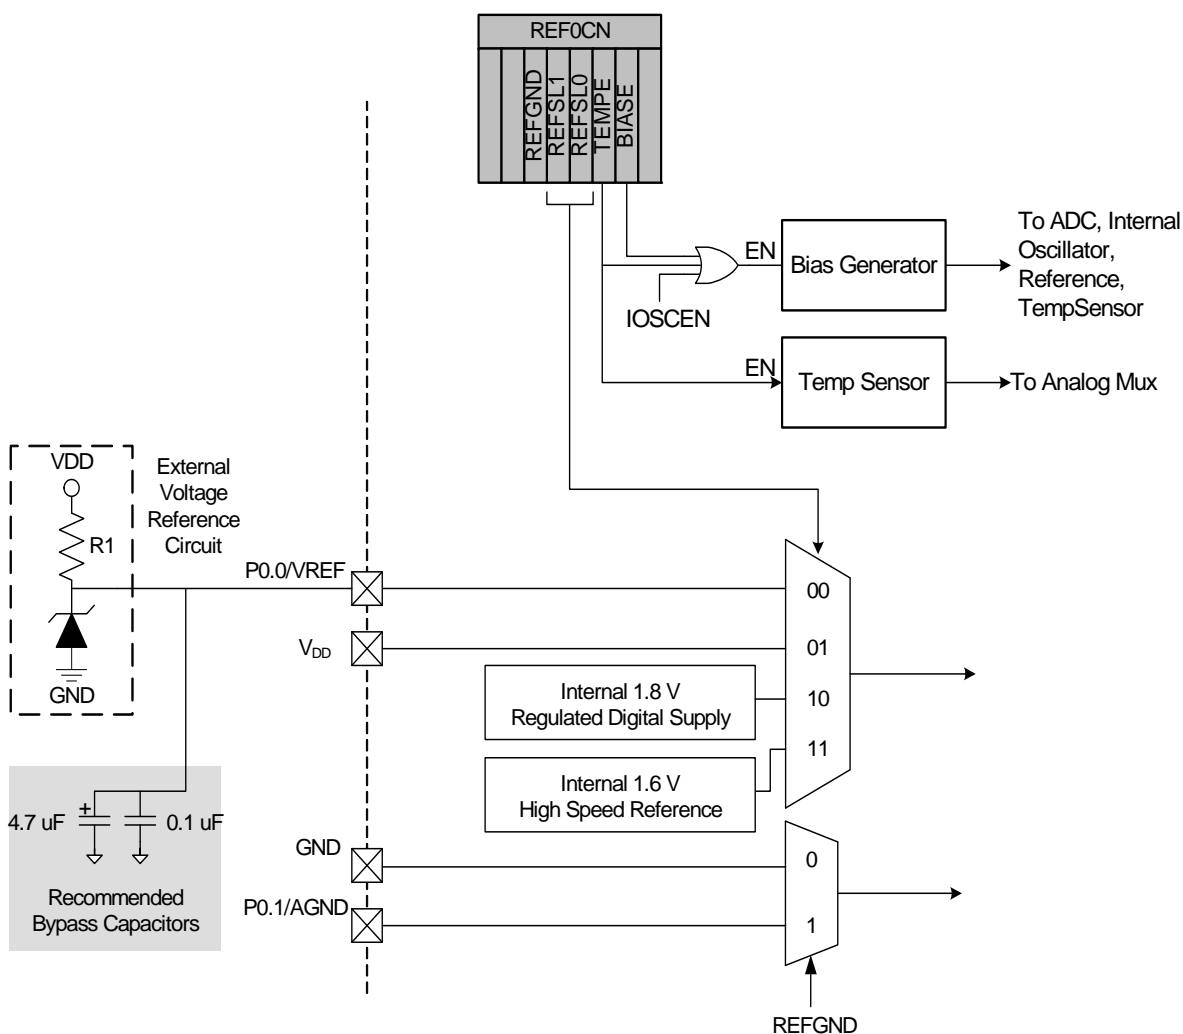 REF0CN
REFGND
REFSL1
REFSL0
TEMPE
BIASE
EN
Bias Generator
To ADC, Internal
Oscillator,
Reference,
TempSensor
IOSCEN
EN
Temp Sensor
To Analog Mux
VDD
R1
GND
External
Voltage
Reference
Circuit
P0.0/VREF
00
VDD
01
Internal 1.8 V
Regulated Digital Supply
10
11
Internal 1.6 V
High Speed Reference
+
4.7 uF
0.1 uF
Recommended
Bypass Capacitors
GND
0
P0.1/AGND
1
REFGND